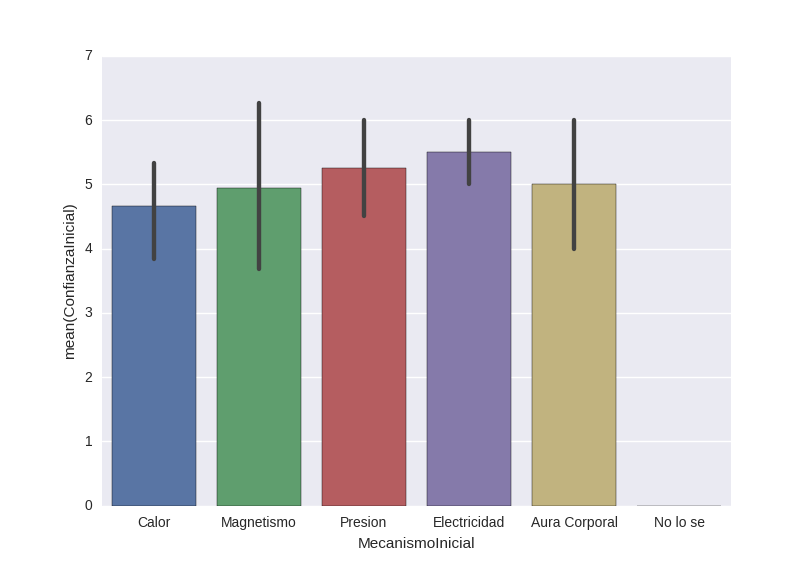 7
6
5
4
3
2
1
0
mean(ConfianzaInicial)
Calor Magnetismo Presion Electricidad Aura Corporal No lo se
MecanismoInicial